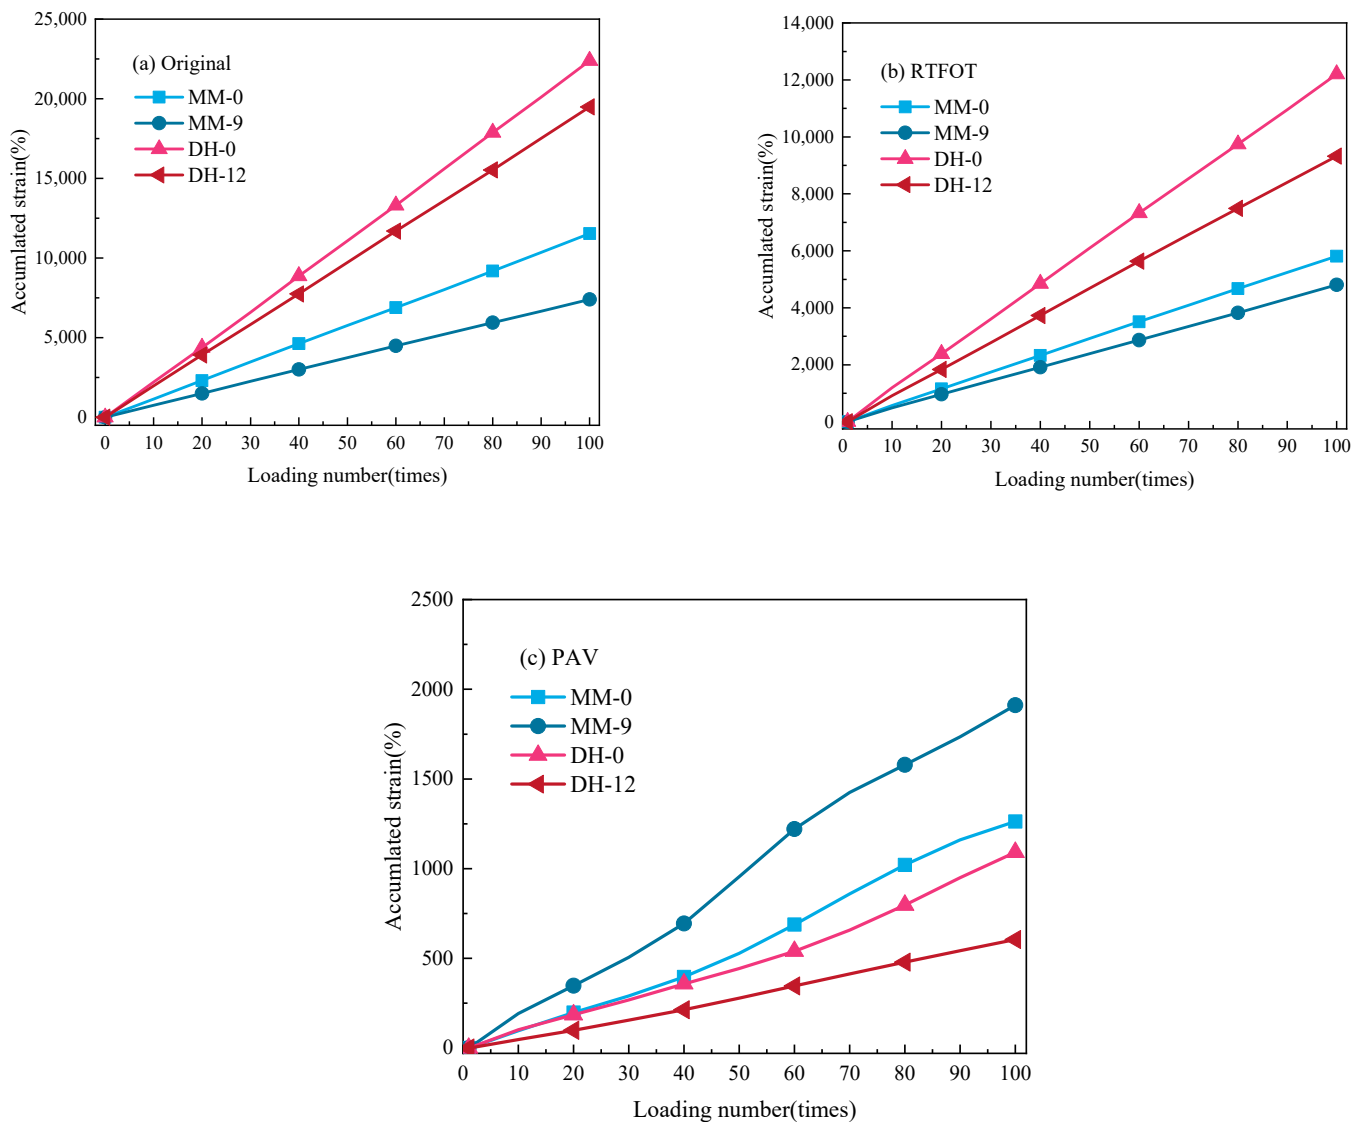 25,000
20,000
15,000
10,000
5,000
0
Accumlated strain(%)
(a) Original
MM-0
MM-9
DH-0
DH-12
0 10 20 30 40 50 60 70 80 90 100
Loading number(times)
14,000
12,000
10,000
8,000
6,000
4,000
2,000
0
Accumlated strain(%)
(b) RTFOT
MM-0
MM-9
DH-0
DH-12
0 10 20 30 40 50 60 70 80 90 100
Loading number(times)
2500
2000
1500
1000
500
0
Accumlated strain(%)
(c) PAV
MM-0
MM-9
DH-0
DH-12
0 10 20 30 40 50 60 70 80 90 100
Loading number(times)